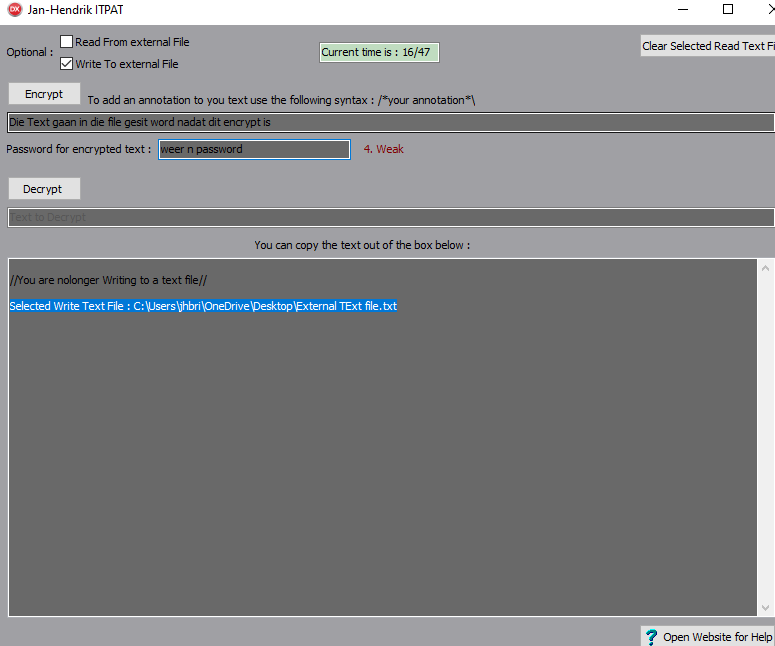 Jan-Hendrik ITPAT
Optional :
Read From external File
Write To external File
Current time is : 16/47
Clear Selected Read Text Fi
Encrypt
To add an annotation to you text use the following syntax : /*your annotation*\
Die Text gaan in die file gesit word nadat dit encrypt is
Password for encrypted text :
weer n password
4. Weak
Decrypt
Text to Decrypt
You can copy the text out of the box below :
//You are nolonger Writing to a text file//
Selected Write Text File : C:\Users\jhbri\OneDrive\Desktop\External TExt file.txt
? Open Website for Help